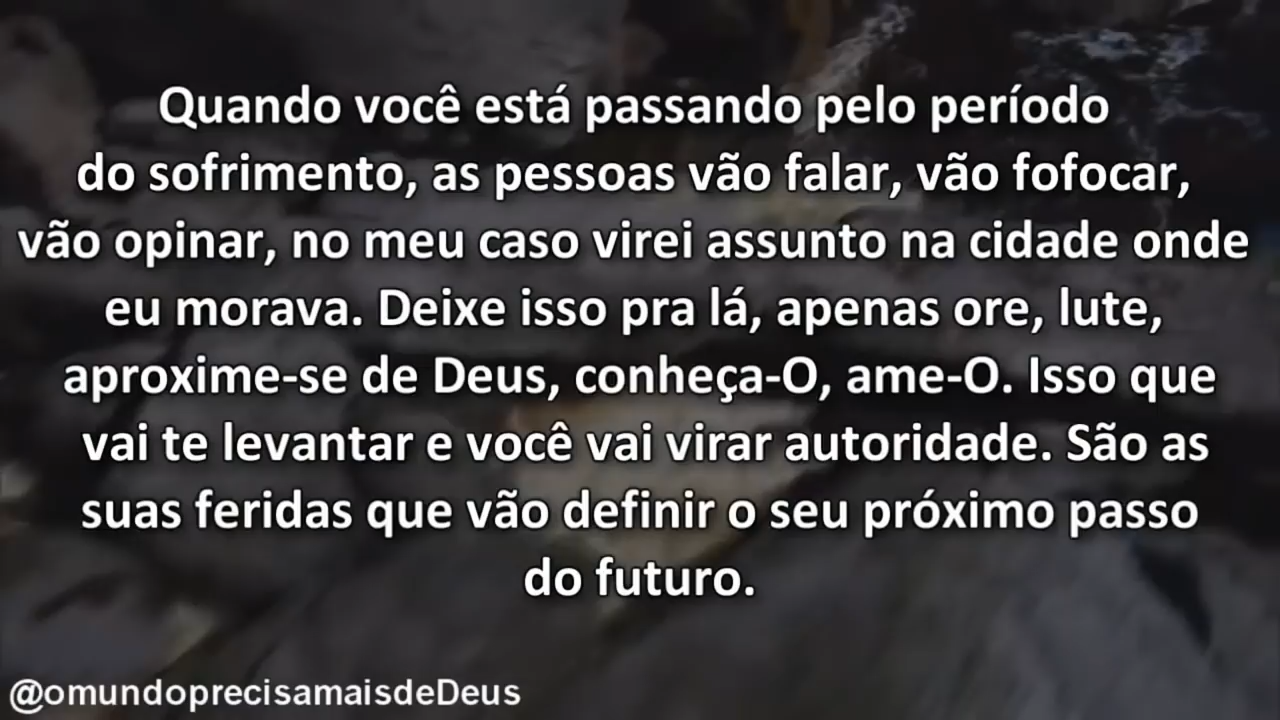 Quando você está passando pelo período
do sofrimento, as pessoas vão falar, vão fofocar,
vão opinar, no meu caso virei assunto na cidade onde
eu morava. Deixe isso pra lá, apenas ore, lute,
aproxime-se de Deus, conheça-O, ame-O. Isso que
vai te levantar e você vai virar autoridade. São as
suas feridas que vão definir o seu próximo passo
do futuro.
@omundoprecisamaisdeDeus